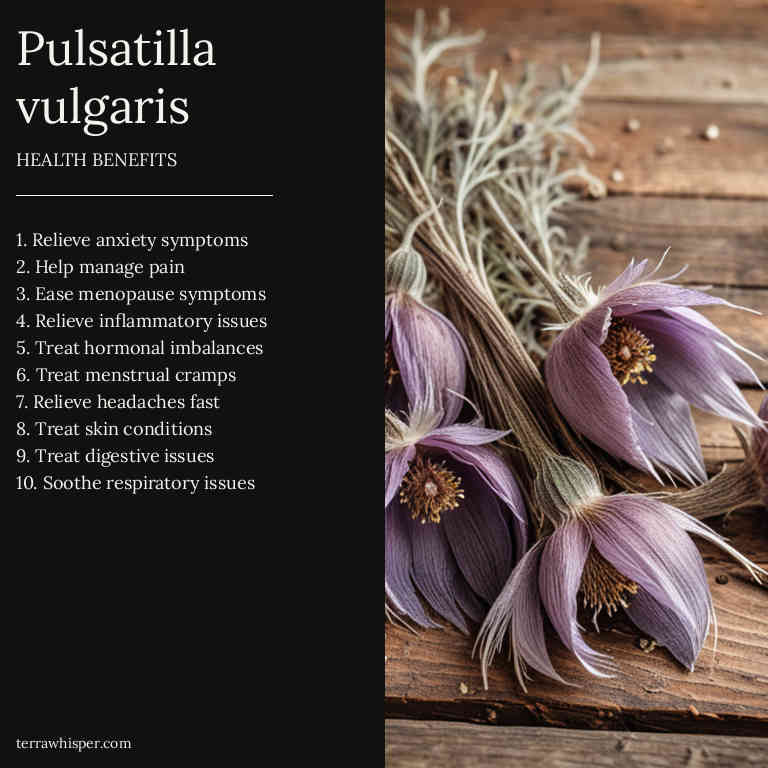 Pulsatilla
vulgaris
HEALTH BENEFITS
1. Relieve anxiety symptoms
2. Help manage pain
3. Ease menopause symptoms
4. Relieve inflammatory issues
5. Treat hormonal imbalances
6. Treat menstrual cramps
7. Relieve headaches fast
8. Treat skin conditions
9. Treat digestive issues
10. Soothe respiratory issues
terrawhisper.com